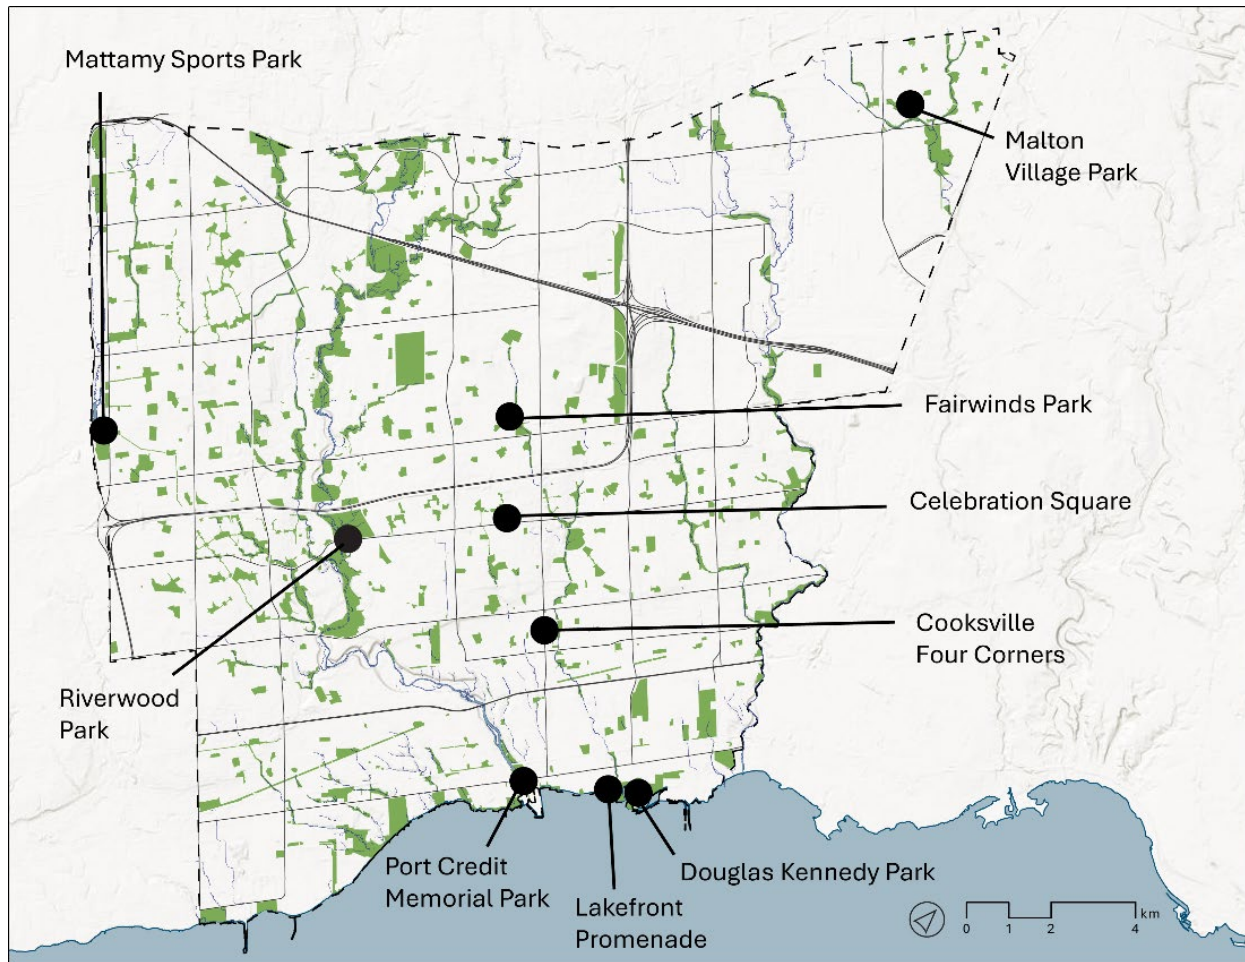 Mattamy Sports Park
Malton
Village Park
Fairwinds Park
Celebration Square
Cooksville
Four Corners
Riverwood
Park
Port Credit
Memorial Park
Douglas Kennedy Park
Lakefront
Promenade
km
0 1 2 4